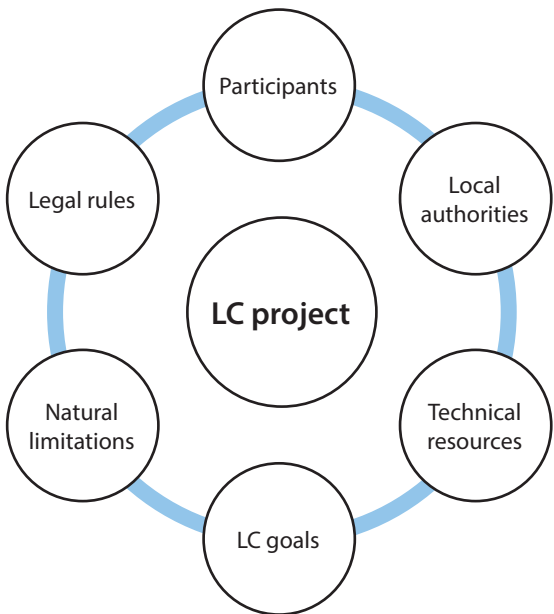 Participants
Legal rules
Local
authorities
LC project
Natural
limitations
Technical
resources
LC goals